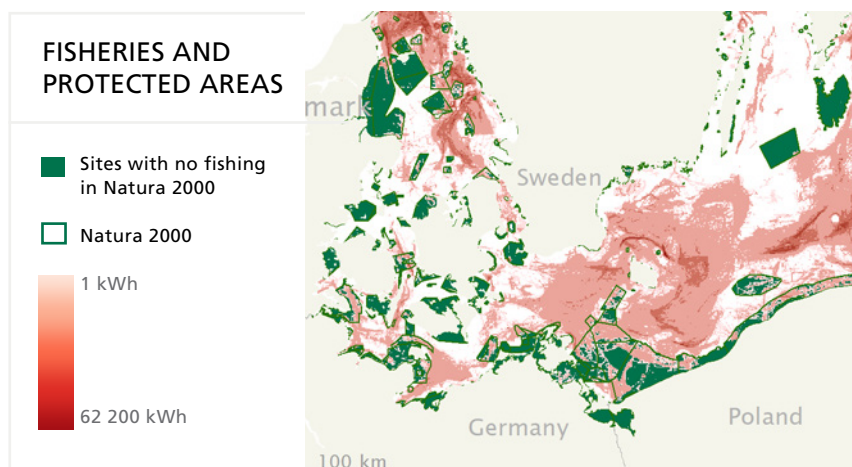 FISHERIES AND
PROTECTED AREAS
Sites with no fishing
in Natura 2000
Natura 2000
1 kWh
62 200 kWh
mark
Sweden
Germany
Poland
100 km